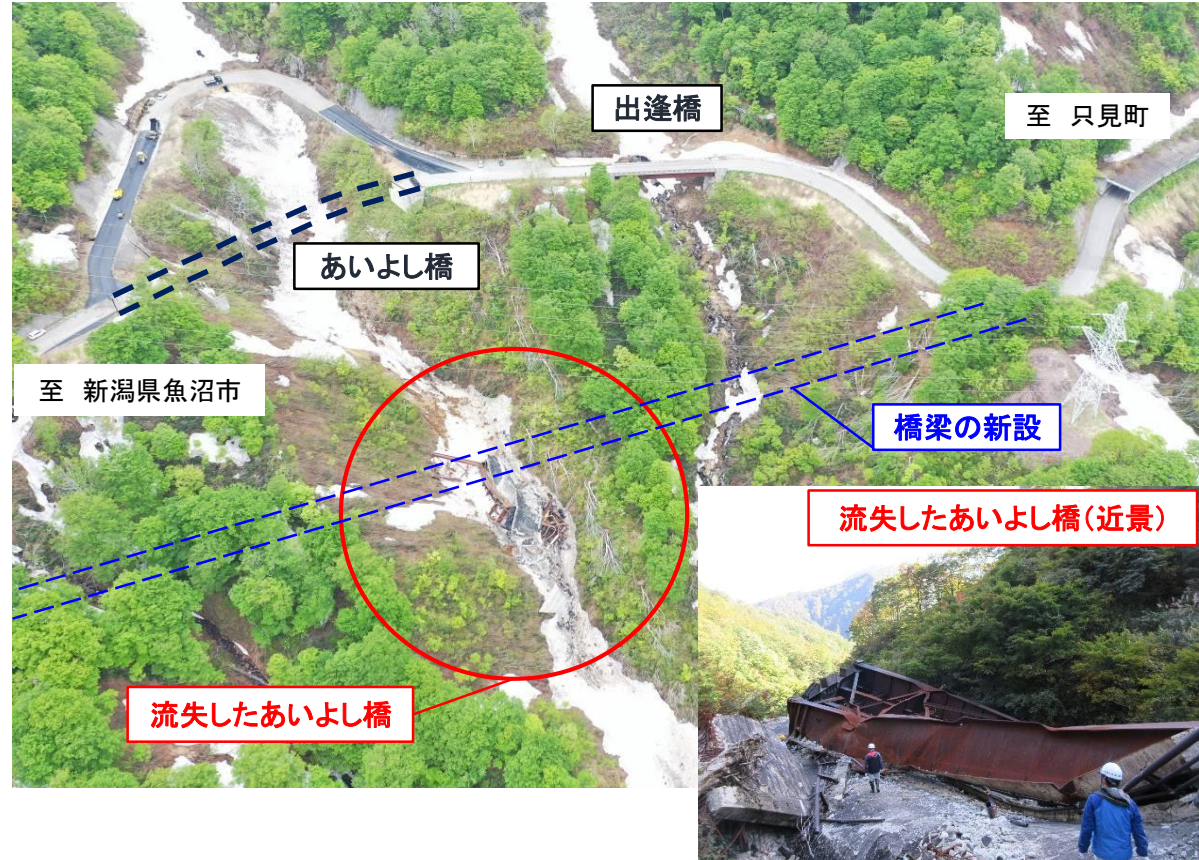 出逢橋
至 只見町
あいよし橋
至 新潟県魚沼市
橋梁の新設
流失したあいよし橋(近景)
流失したあいよし橋